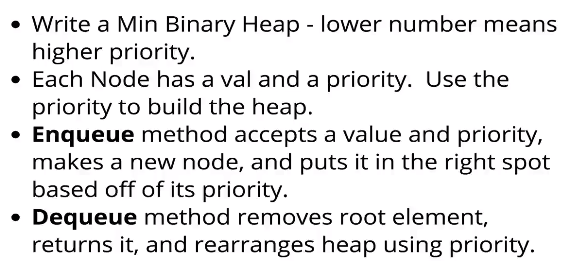 • Write a Min Binary Heap - lower number means
higher priority.
• Each Node has a val and a priority.  Use the
priority to build the heap.
• Enqueue method accepts a value and priority,
makes a new node, and puts it in the right spot
based off of its priority.
• Dequeue method removes root element,
returns it, and rearranges heap using priority.